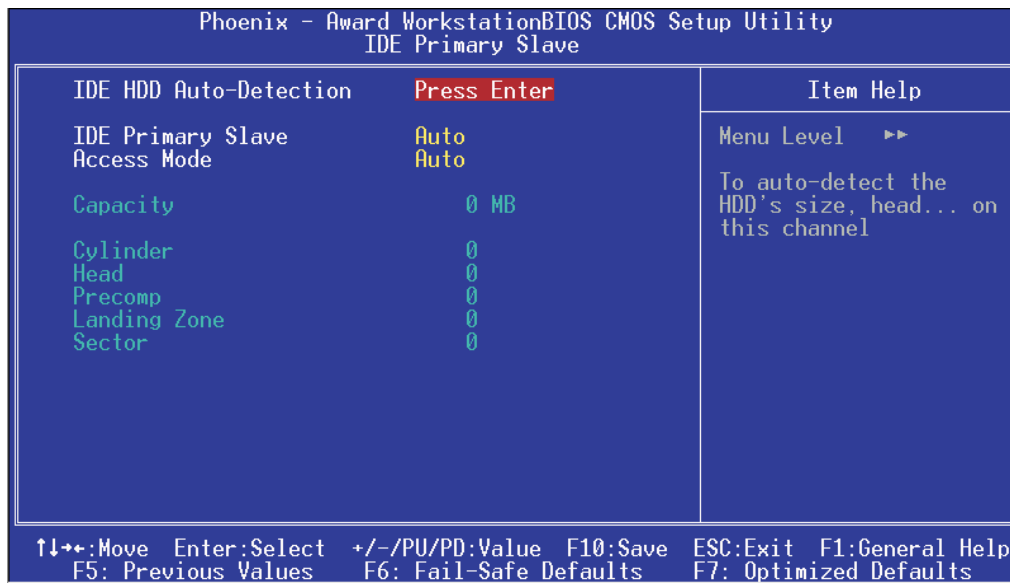 Phoenix - Award WorkstationBIOS CMOS Setup Utility
IDE Primary Slave
IDE HDD Auto-Detection Press Enter
IDE Primary Slave Auto
Access Mode Auto
Capacity 0 MB
Cylinder 0
Head 0
Precomp 0
Landing Zone 0
Sector 0
Item Help
Menu Level ►►
To auto-detect the
HDD's size, head... on
this channel
↑↓→←:Move Enter:Select +/-/PU/PD:Value F10:Save ESC:Exit F1:General Help
F5: Previous Values F6: Fail-Safe Defaults F7: Optimized Defaults